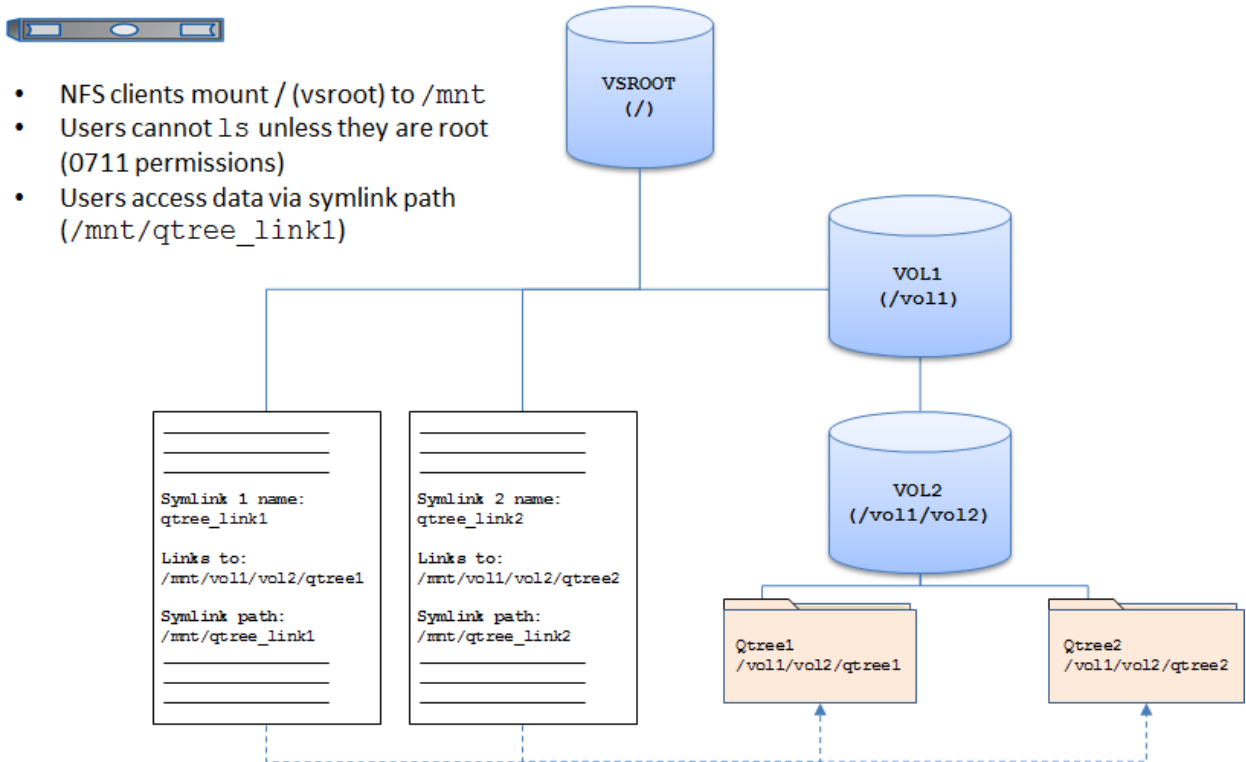 • NFS clients mount / (vsroot) to /mnt
• Users cannot ls unless they are root
(0711 permissions)
• Users access data via symlink path
(/mnt/qtree_link1)
VSROOT
(/)
VOL1
(/vol1)
VOL2
(/vol1/vol2)
Symlink 1 name:
qtree_link1
Links to:
/mnt/vol1/vol2/qtree1
Symlink path:
/mnt/qtree_link1
Symlink 2 name:
qtree_link2
Links to:
/mnt/vol1/vol2/qtree2
Symlink path:
/mnt/qtree_link2
Qtree1
/vol1/vol2/qtree1
Qtree2
/vol1/vol2/qtree2